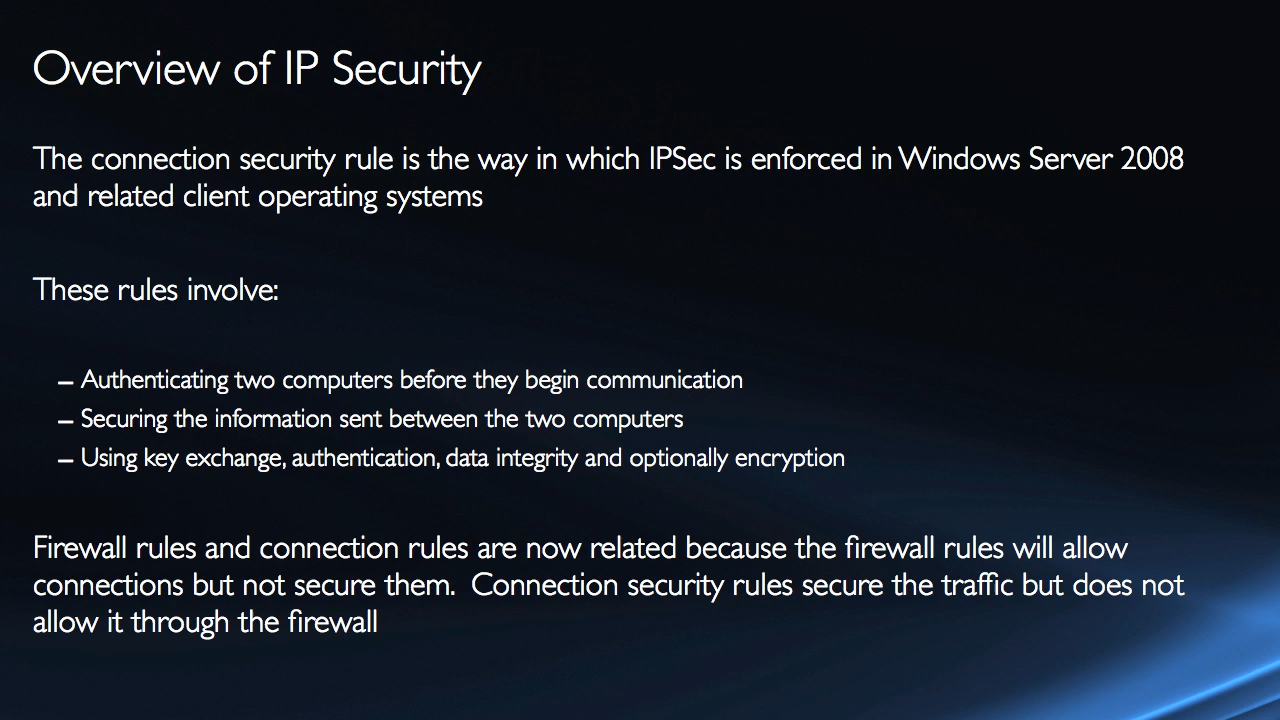 Overview of IP Security
The connection security rule is the way in which IPSec is enforced in Windows Server 2008
and related client operating systems
These rules involve:
– Authenticating two computers before they begin communication
– Securing the information sent between the two computers
– Using key exchange, authentication, data integrity and optionally encryption
Firewall rules and connection rules are now related because the firewall rules will allow
connections but not secure them.  Connection security rules secure the traffic but does not
allow it through the firewall